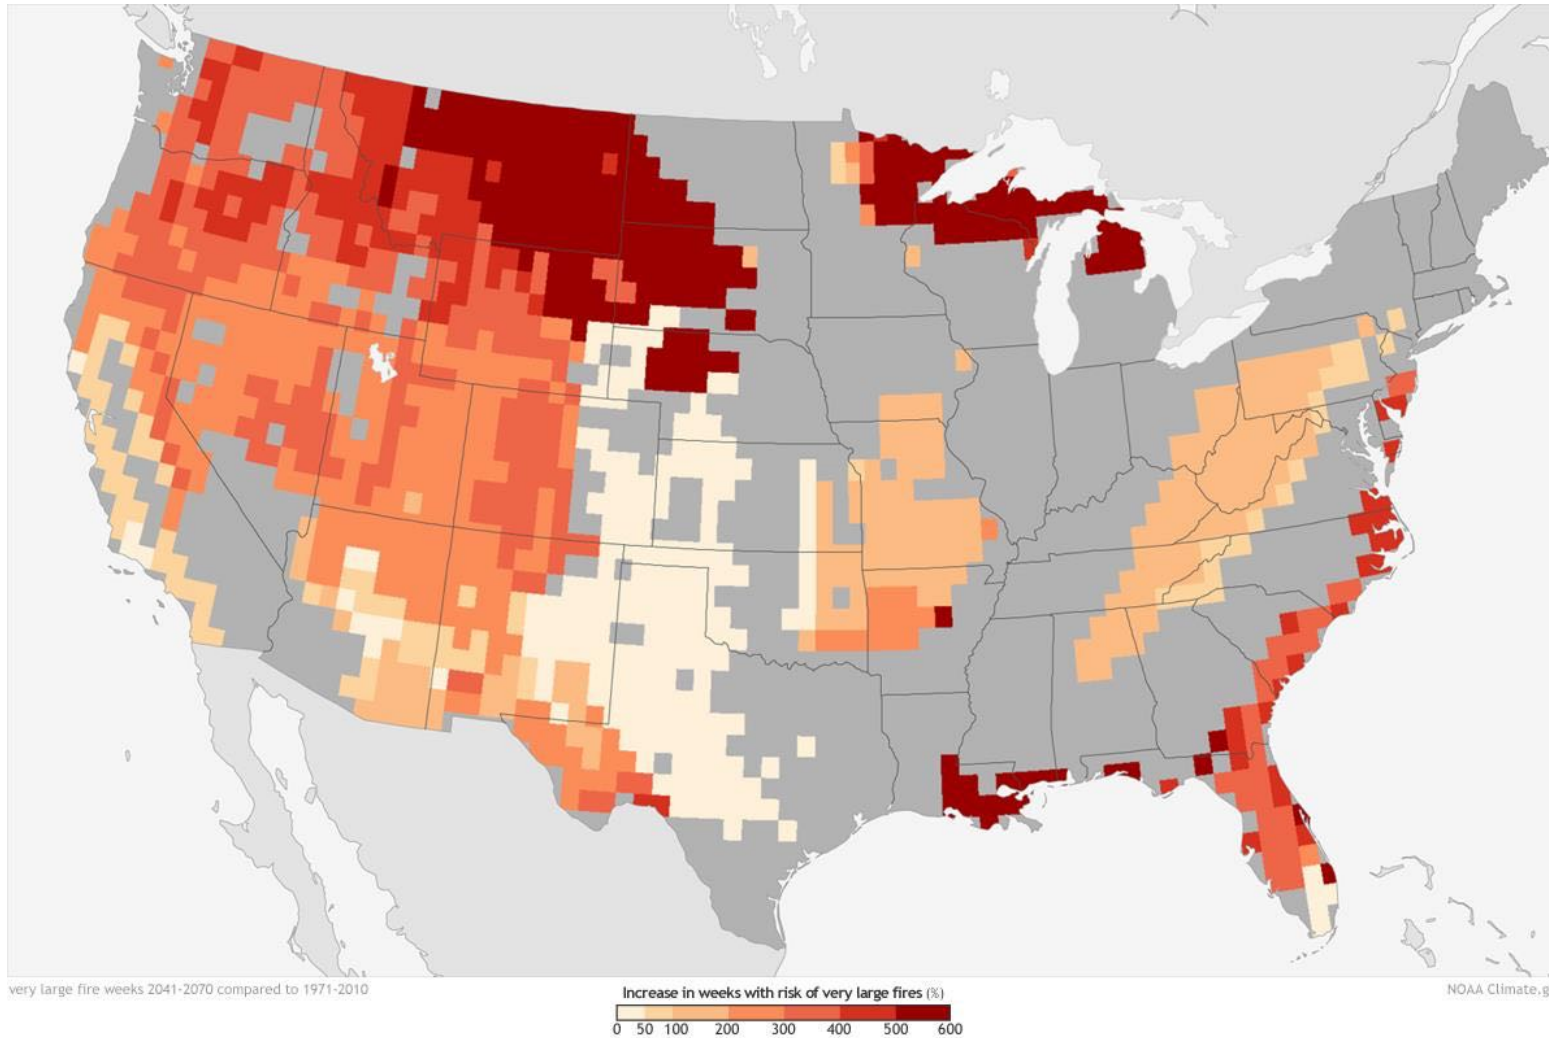 very large fire weeks 2041-2070 compared to 1971-2010
NOAA Climate.g
Increase in weeks with risk of very large fires (%)
0 50 100 200 300 400 500 600